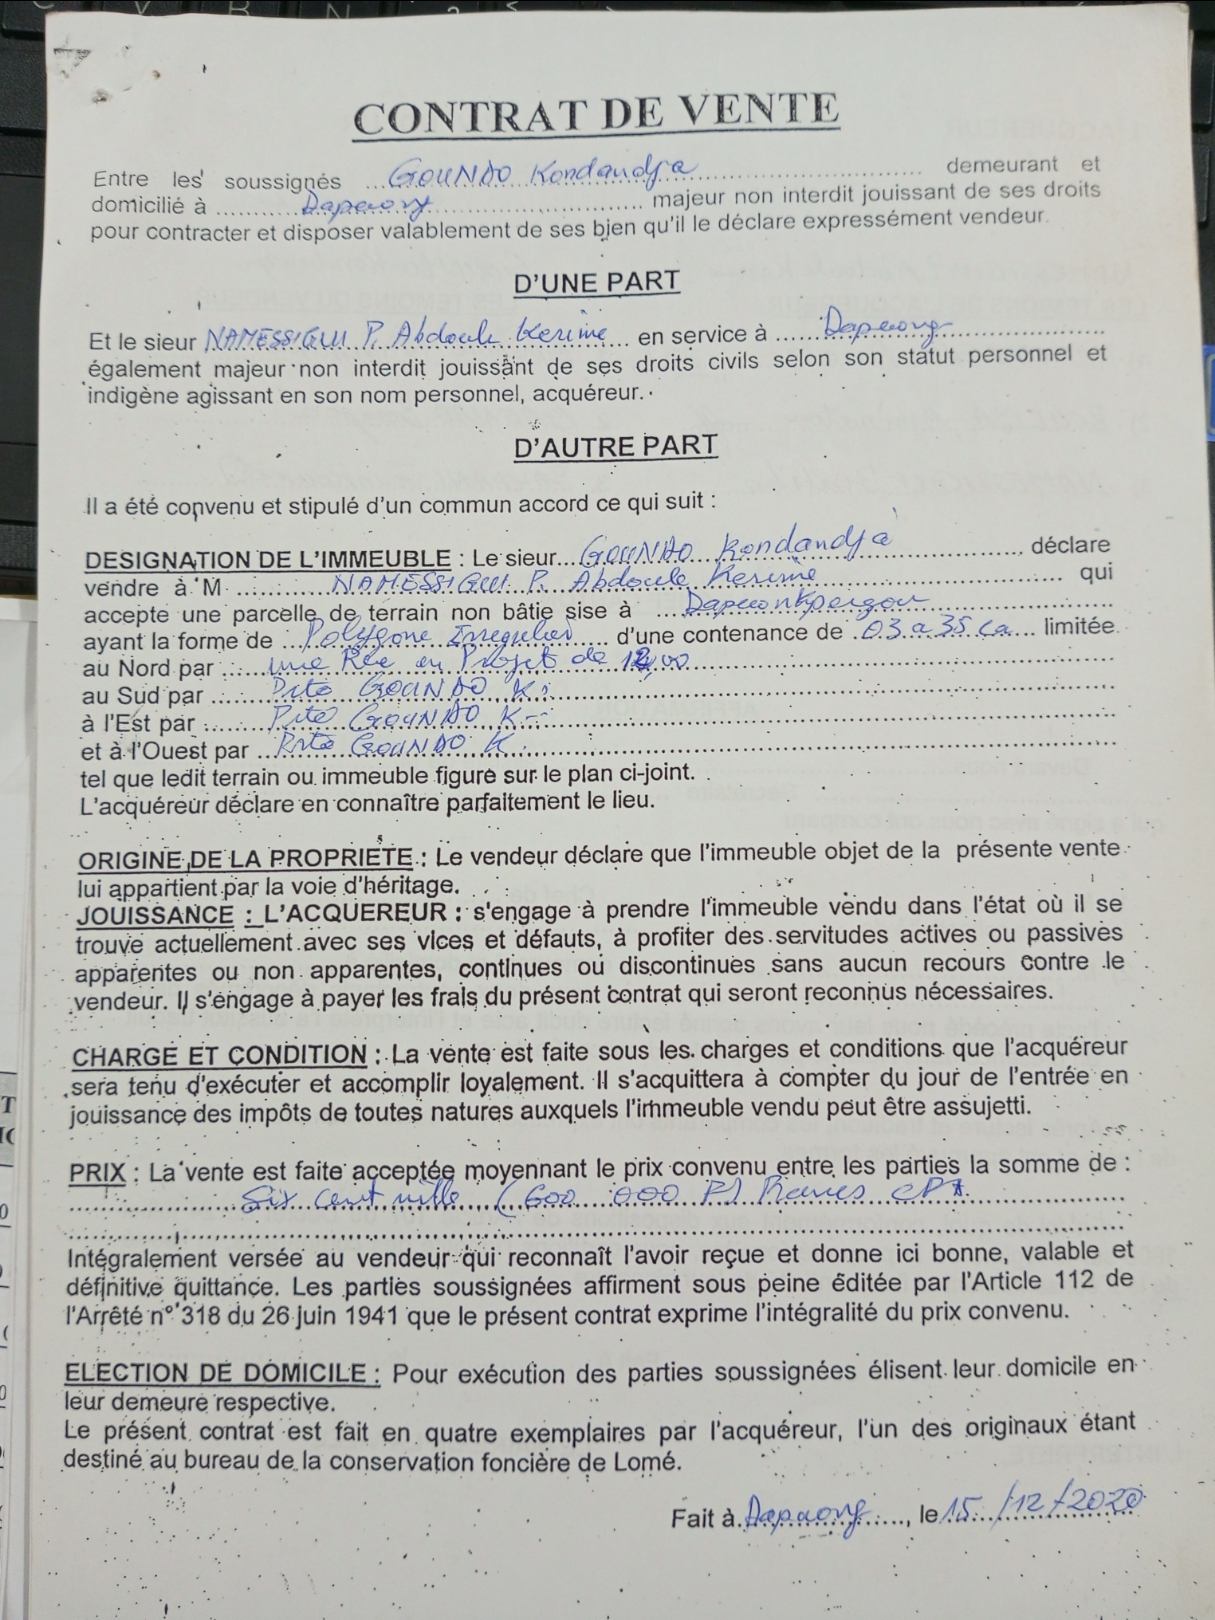 CONTRAT DE VENTE
Entre les soussignés ...GOUNDO Kondandja........................ demeurant et
domicilié à ..........Dapaong.............................. majeur non interdit jouissant de ses droits
pour contracter et disposer valablement de ses bien qu'il le déclare expressément vendeur.
D'UNE PART
Et le sieur NAMESSIGUI P. Abdoule Kerime... en service à ......Dapaong......................
également majeur non interdit jouissant de ses droits civils selon son statut personnel et
indigène agissant en son nom personnel, acquéreur.
D'AUTRE PART
Il a été convenu et stipulé d'un commun accord ce qui suit :
DESIGNATION DE L'IMMEUBLE : Le sieur...GOUNDO Kondandja................, déclare
vendre à M ............NAMESSIGUI P. Abdoule Kerime.............................. qui
accepte une parcelle de terrain non bâtie sise à ......Dapaonkpergou........................
ayant la forme de ...Polygone Irregulier..... d'une contenance de .03 a 35 ca... limitée
au Nord par ........une Rue en Projet de
au Sud par ........Pité GOUNDO K.
à l'Est par ........Pité GOUNDO K.
et à l'Ouest par ...Pité GOUNDO K.
tel que ledit terrain ou immeuble figure sur le plan ci-joint.
L'acquéreur déclare en connaître parfaitement le lieu.
ORIGINE DE LA PROPRIETE : Le vendeur déclare que l'immeuble objet de la présente vente
lui appartient par la voie d'héritage.
JOUISSANCE : L'ACQUEREUR : s'engage à prendre l'immeuble vendu dans l'état où il se
trouve actuellement avec ses vices et défauts, à profiter des servitudes actives ou passives
apparentes ou non apparentes, continues ou discontinues sans aucun recours contre le
vendeur. Il s'engage à payer les frais du présent contrat qui seront reconnus nécessaires.
CHARGE ET CONDITION : La vente est faite sous les charges et conditions que l'acquéreur
sera tenu d'exécuter et accomplir loyalement. Il s'acquittera à compter du jour de l'entrée en
jouissance des impôts de toutes natures auxquels l'immeuble vendu peut être assujetti.
PRIX : La vente est faite acceptée moyennant le prix convenu entre les parties la somme de :
Six cent mille (600 000 F) Francs CFA
Intégralement versée au vendeur qui reconnaît l'avoir reçue et donne ici bonne, valable et
définitive quittance. Les parties soussignées affirment sous peine éditée par l'Article 112 de
l'Arrêté n° 318 du 26 juin 1941 que le présent contrat exprime l'intégralité du prix convenu.
ELECTION DE DOMICILE : Pour exécution des parties soussignées élisent leur domicile en
leur demeure respective.
Le présent contrat est fait en quatre exemplaires par l'acquéreur, l'un des originaux étant
destiné au bureau de la conservation foncière de Lomé.
Fait à.Dapaong......, le 15../12/2020